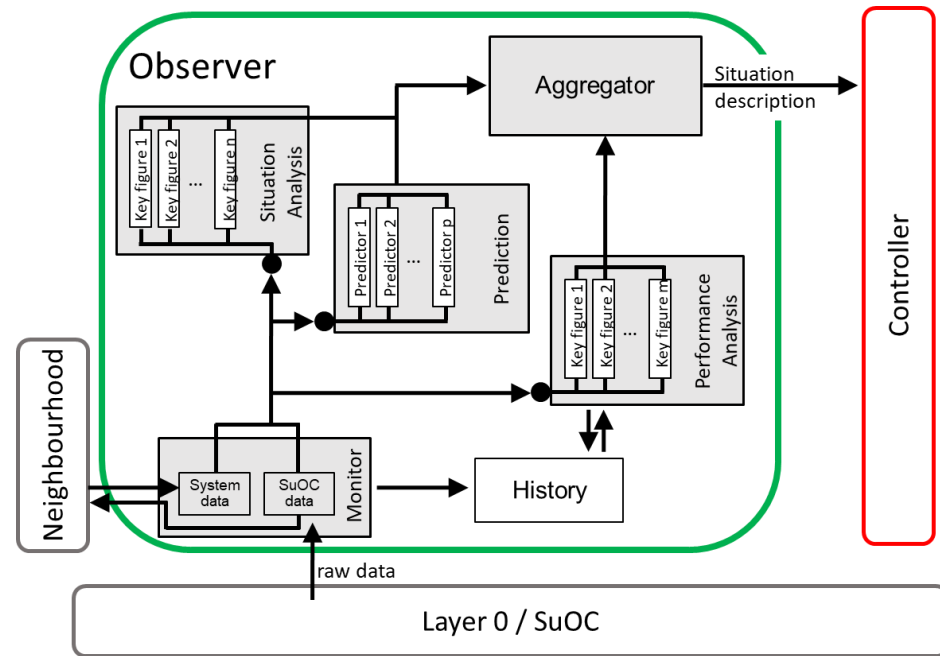 Observer
Aggregator
Situation
description
Controller
Key figure 1
Key figure 2
...
Key figure n
Situation
Analysis
Predictor 1
Predictor 2
...
Predictor p
Prediction
Key figure 1
Key figure 2
...
Key figure m
Performance
Analysis
Neighbourhood
System
data
SuOC
data
Monitor
History
raw data
Layer 0 / SuOC